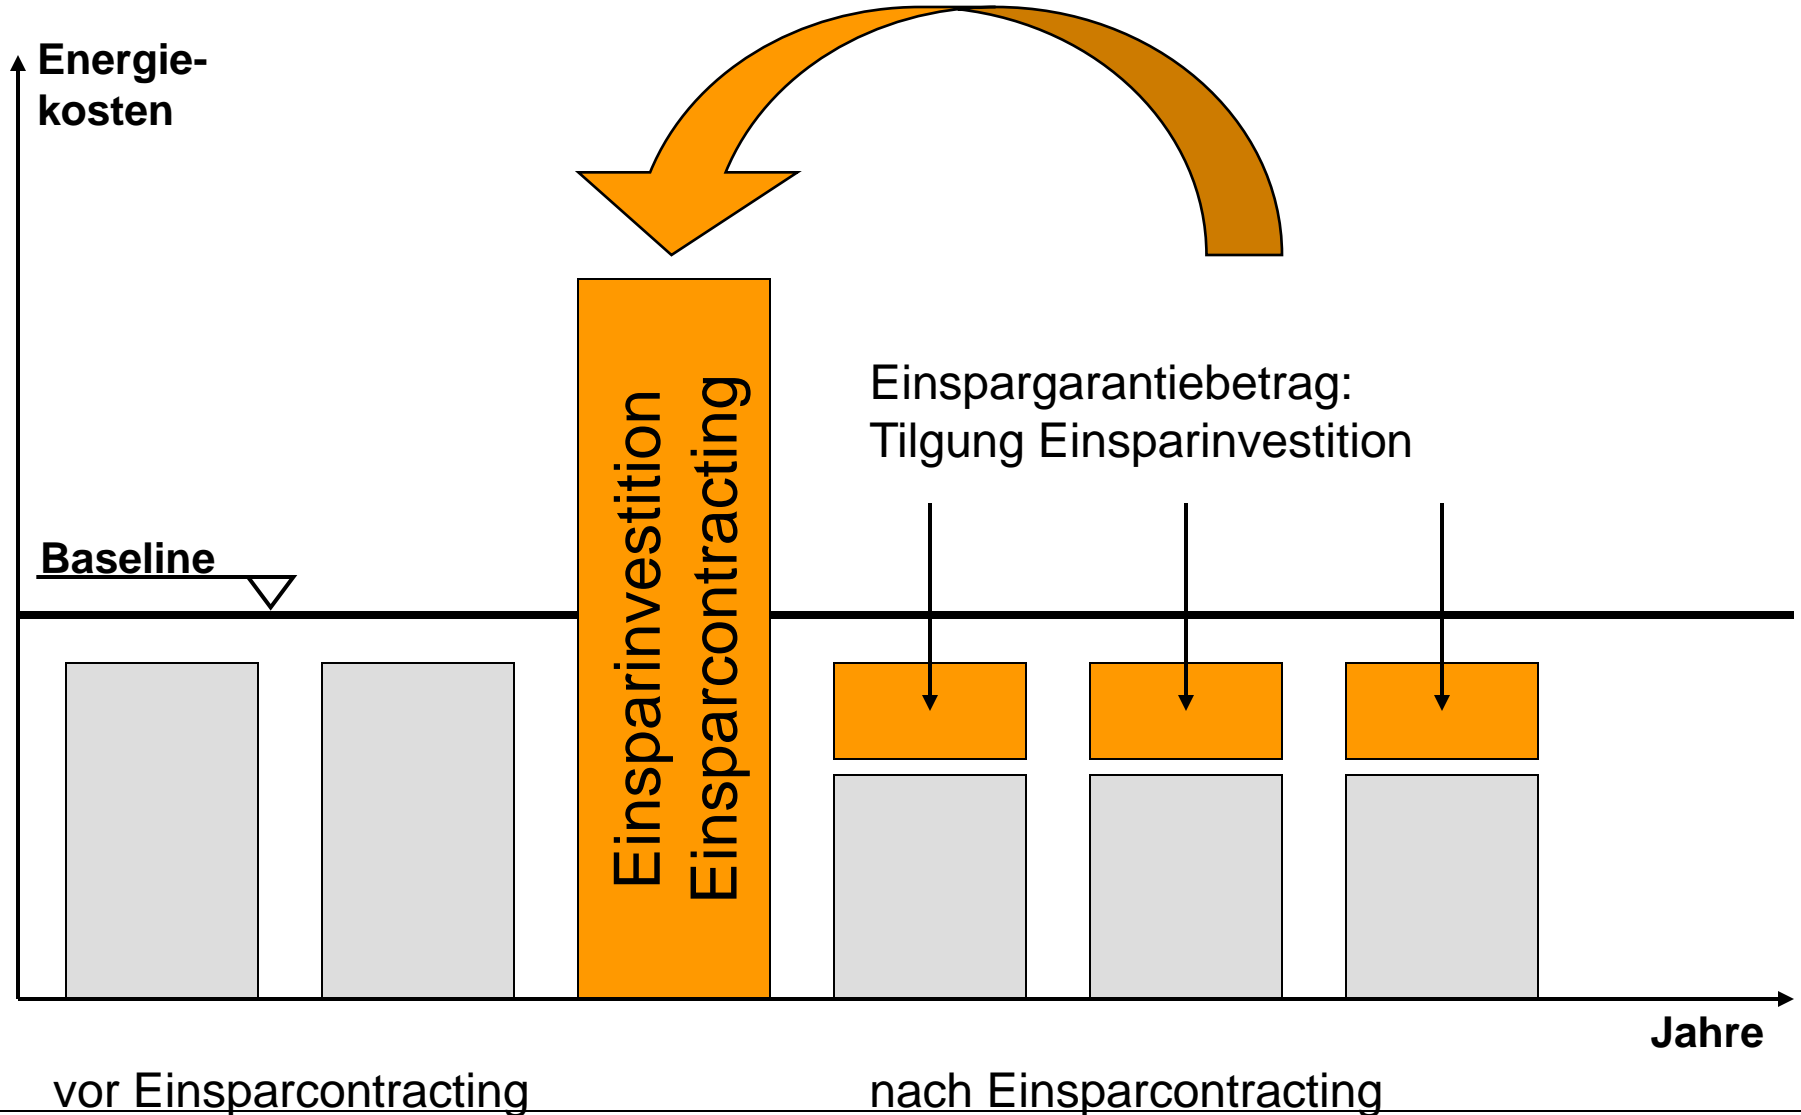 Energie-
kosten
Einspargarantiebetrag:
Tilgung Einsparinvestition
Einsparinvestition
Einsparcontracting
Baseline
Jahre
vor Einsparcontracting
nach Einsparcontracting